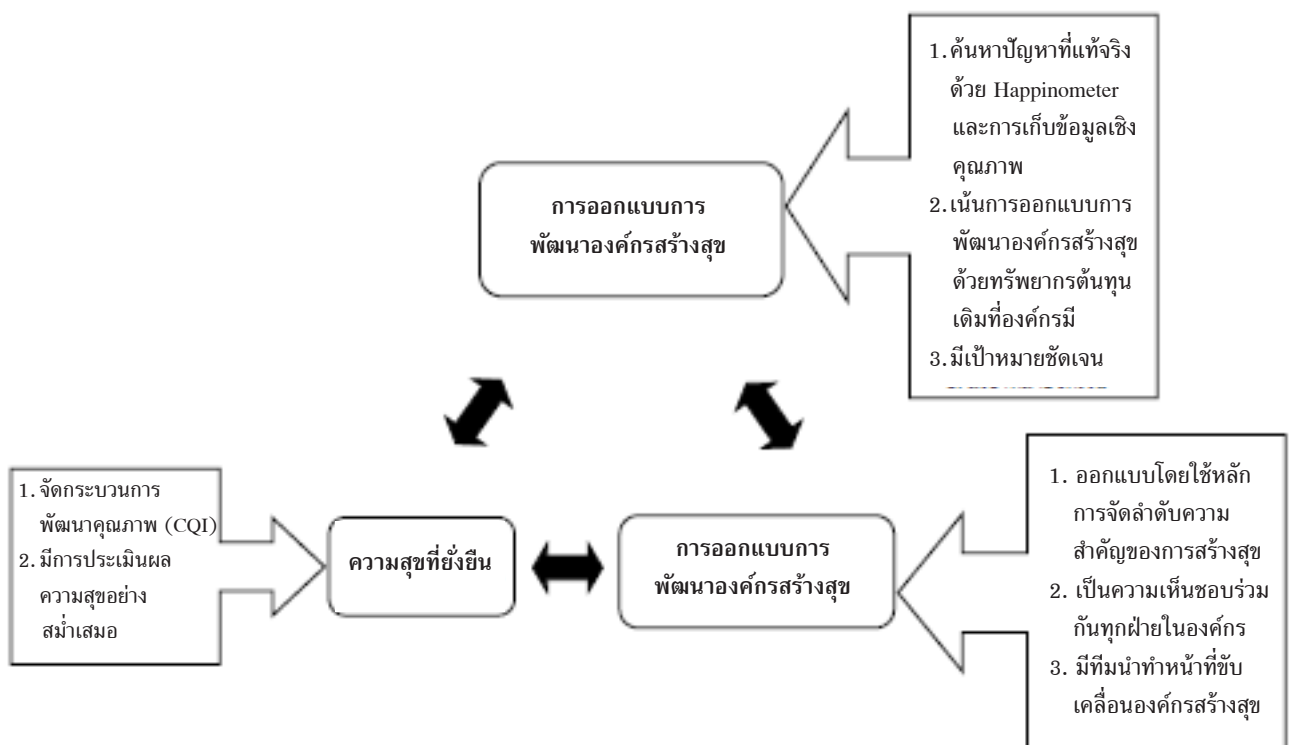 1.ค้นหาปัญหาที่แท้จริง
ด้วย Happinometer
และการเก็บข้อมูลเชิง
คุณภาพ
2.เน้นการออกแบบการ
พัฒนาองค์กรสร้างสุข
ด้วยทรัพยากรต้นทุน
เดิมที่องค์กรมี
3.มีเป้าหมายชัดเจน
การออกแบบการ
พัฒนาองค์กรสร้างสุข
1. จัดกระบวนการ
พัฒนาคุณภาพ (CQI)
2. มีการประเมินผล
ความสุขอย่าง
สม่ำเสมอ
ความสุขที่ยั่งยืน
การออกแบบการ
พัฒนาองค์กรสร้างสุข
1. ออกแบบโดยใช้หลัก
การจัดลำดับความ
สำคัญของการสร้างสุข
2. เป็นความเห็นชอบร่วม
กันทุกฝ่ายในองค์กร
3. มีทีมนำทำหน้าที่ขับ
เคลื่อนองค์กรสร้างสุข